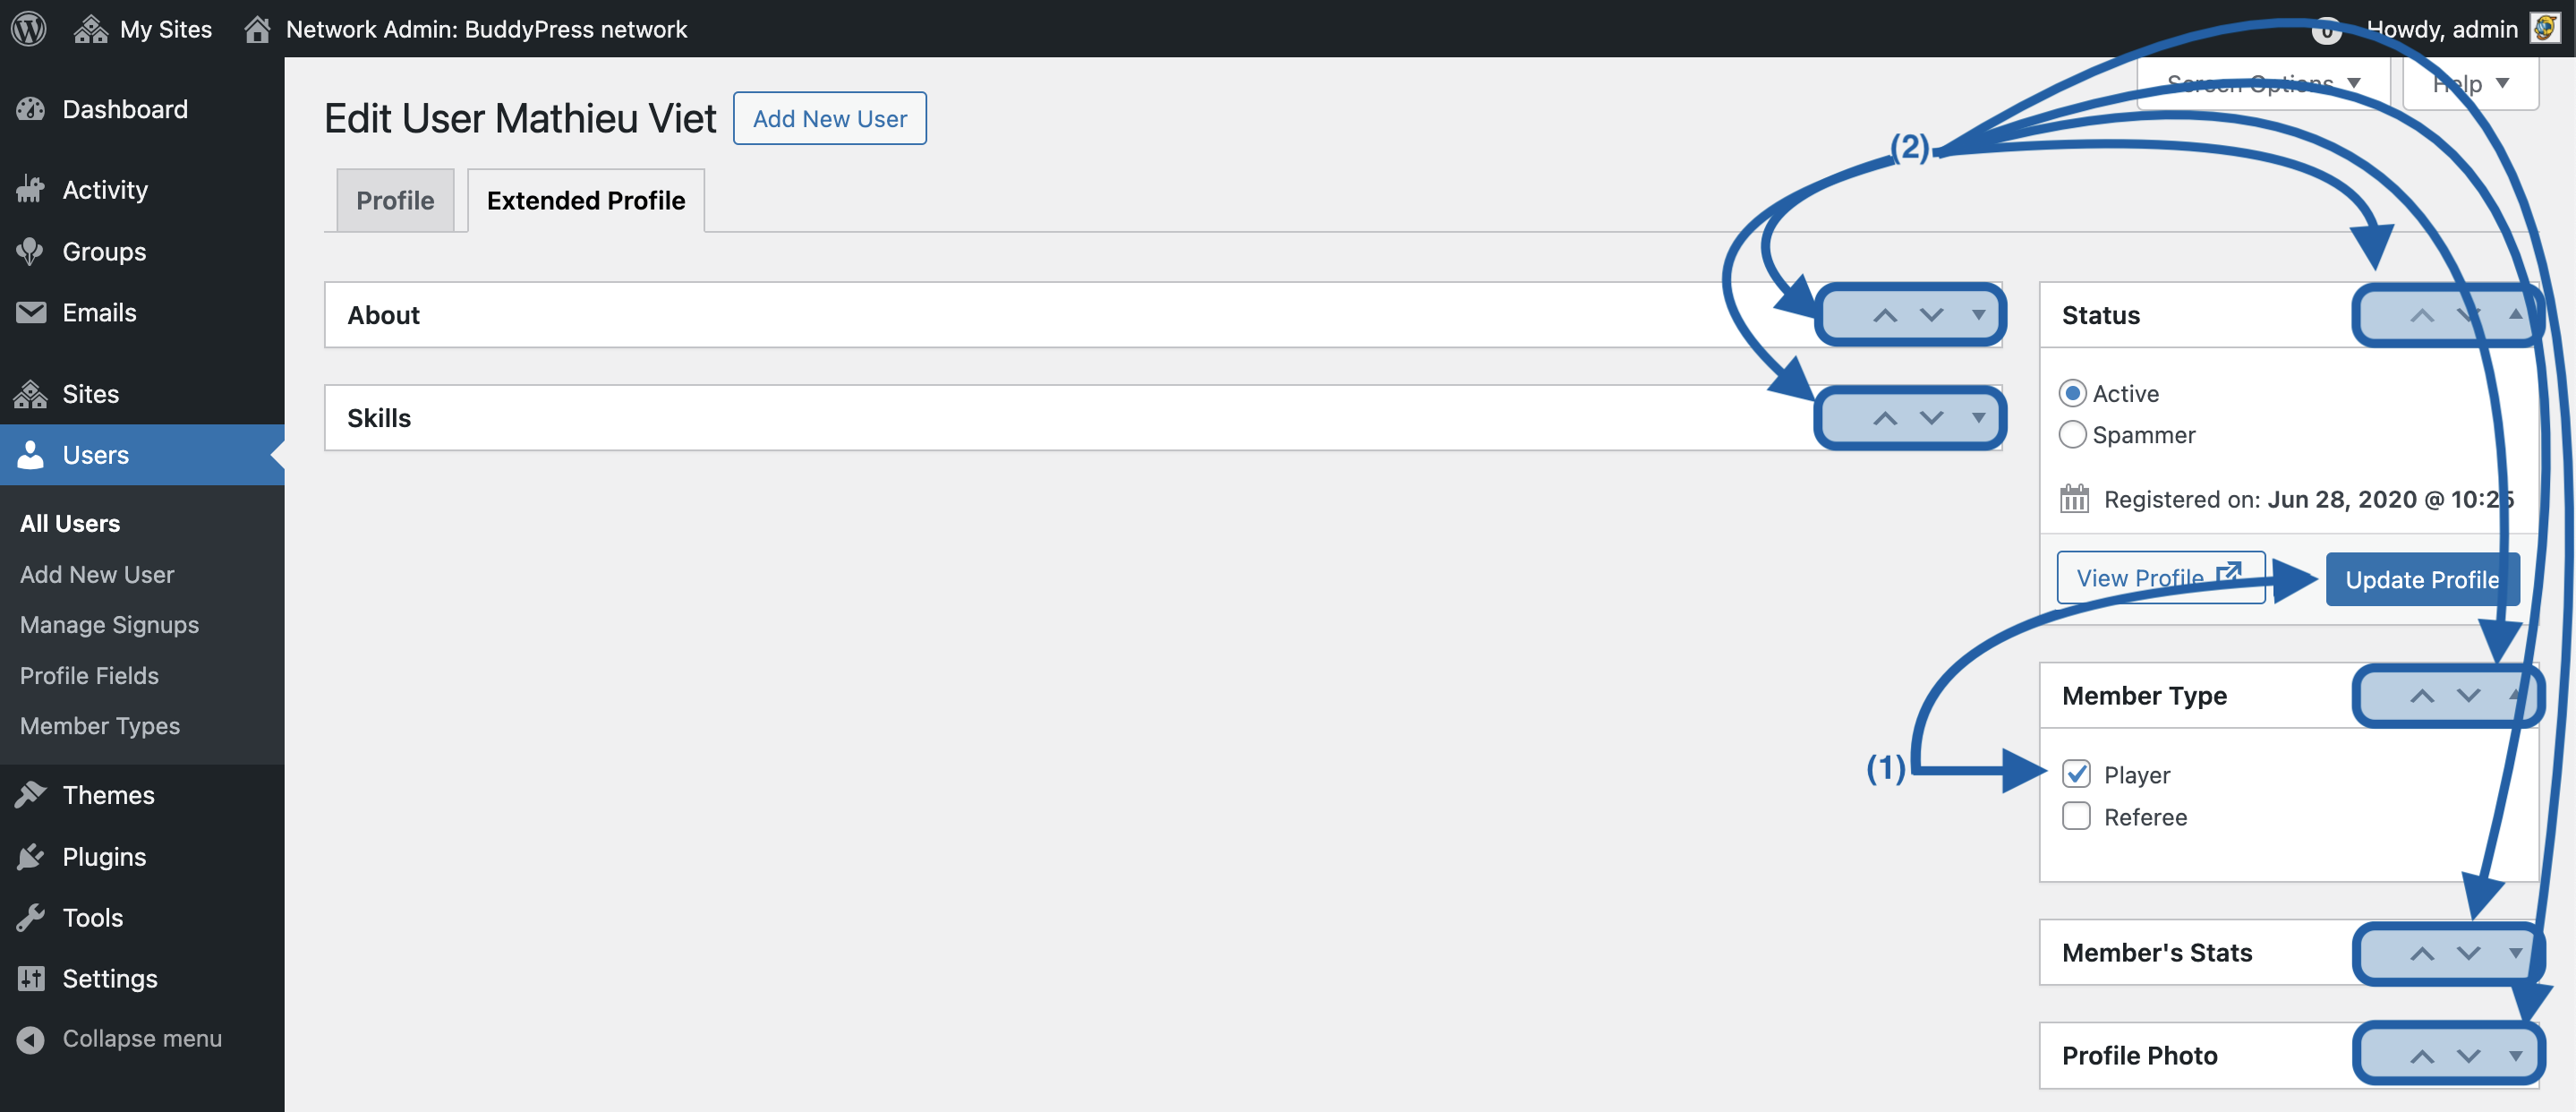 My Sites
Network Admin: BuddyPress network
0
Howdy, admin
Dashboard
Activity
Groups
Emails
Sites
Users
All Users
Add New User
Manage Signups
Profile Fields
Member Types
Themes
Plugins
Tools
Settings
Collapse menu
Screen Options
Help
Edit User Mathieu Viet
Add New User
Profile
Extended Profile
(2)
About
Skills
Status
Active
Spammer
Registered on: Jun 28, 2020 @ 10:25
View Profile
Update Profile
Member Type
(1)
Player
Referee
Member's Stats
Profile Photo